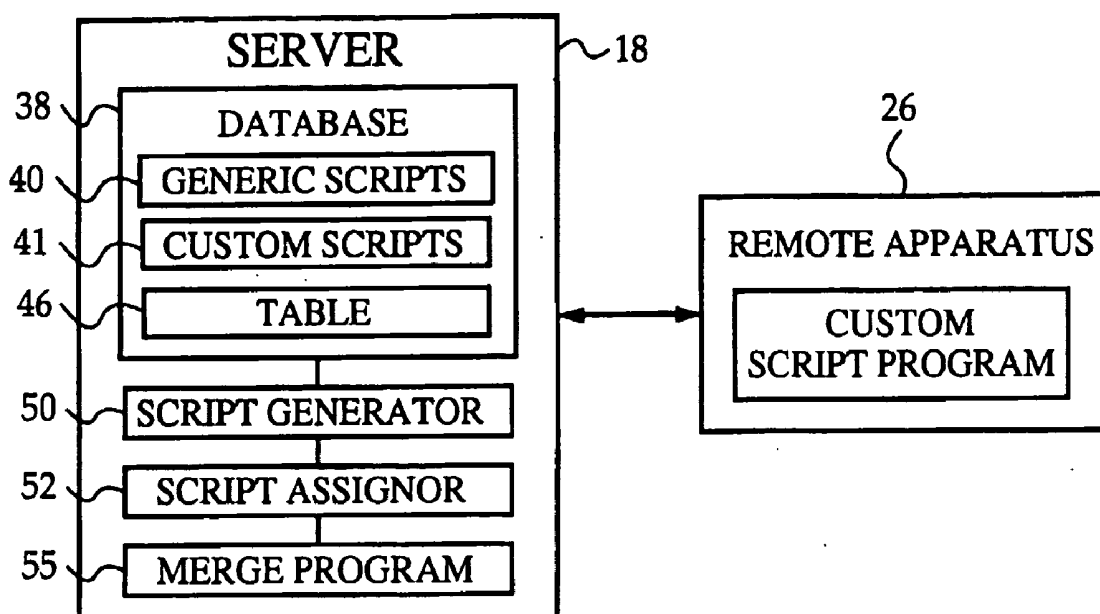 SERVER
18
38
DATABASE
40
GENERIC SCRIPTS
41
CUSTOM SCRIPTS
46
TABLE
50
SCRIPT GENERATOR
52
SCRIPT ASSIGNOR
55
MERGE PROGRAM
26
REMOTE APPARATUS
CUSTOM
SCRIPT PROGRAM